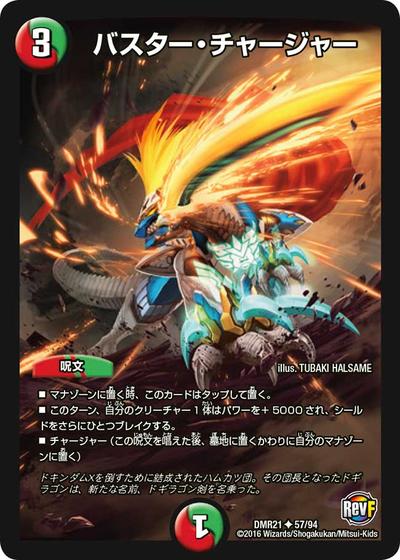 3
バスター・チャージャー
illus. TUBAKI HALSAME
呪文
■ マナゾーンに置く時、このカードはタップして置く。
■ このターン、自分のクリーチャー1体はパワーを+5000され、シール
ドをさらにひとつブレイクする。
■ チャージャー(この呪文を唱えた後、墓地に置くかわりに自分のマナゾ
ーンに置く)
ドキンダムXを倒すために結成されたハムカツ団。その団長となったドギ
ラゴンは、新たな名前、ドギラゴン剣を名乗った。
1
DMR21 ◆ 57/94
©2016 Wizards/Shogakukan/Mitsui-Kids
RevF